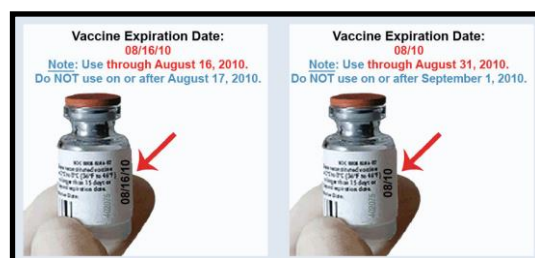 Vaccine Expiration Date:
08/16/10
Note: Use through August 16, 2010.
Do NOT use on or after August 17, 2010.
08/16/10
Vaccine Expiration Date:
08/10
Note: Use through August 31, 2010.
Do NOT use on or after September 1, 2010.
08/10